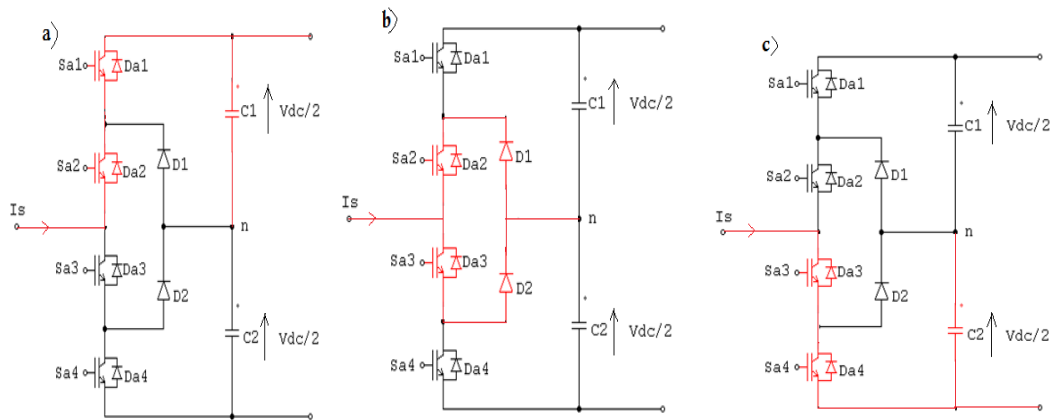 a)
Sa1
Da1
C1
Vdc/2
Sa2
Da2
D1
Is
n
Sa3
Da3
D2
C2
Vdc/2
Sa4
Da4
b)
Sa1
Da1
C1
Vdc/2
Sa2
Da2
D1
Is
n
Sa3
Da3
D2
C2
Vdc/2
Sa4
Da4
c)
Sa1
Da1
C1
Vdc/2
Sa2
Da2
D1
Is
n
Sa3
Da3
D2
C2
Vdc/2
Sa4
Da4